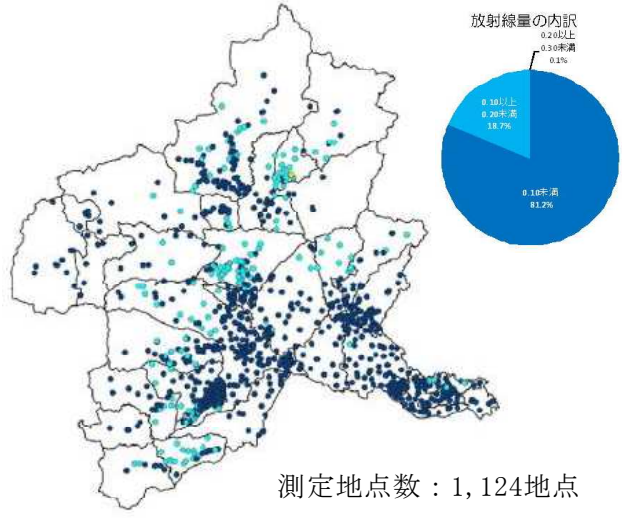 放射線量の内訳
0.20以上
0.30未満
0.1%
0.10以上
0.20未満
18.7%
0.10未満
81.2%
測定地点数：1,124地点